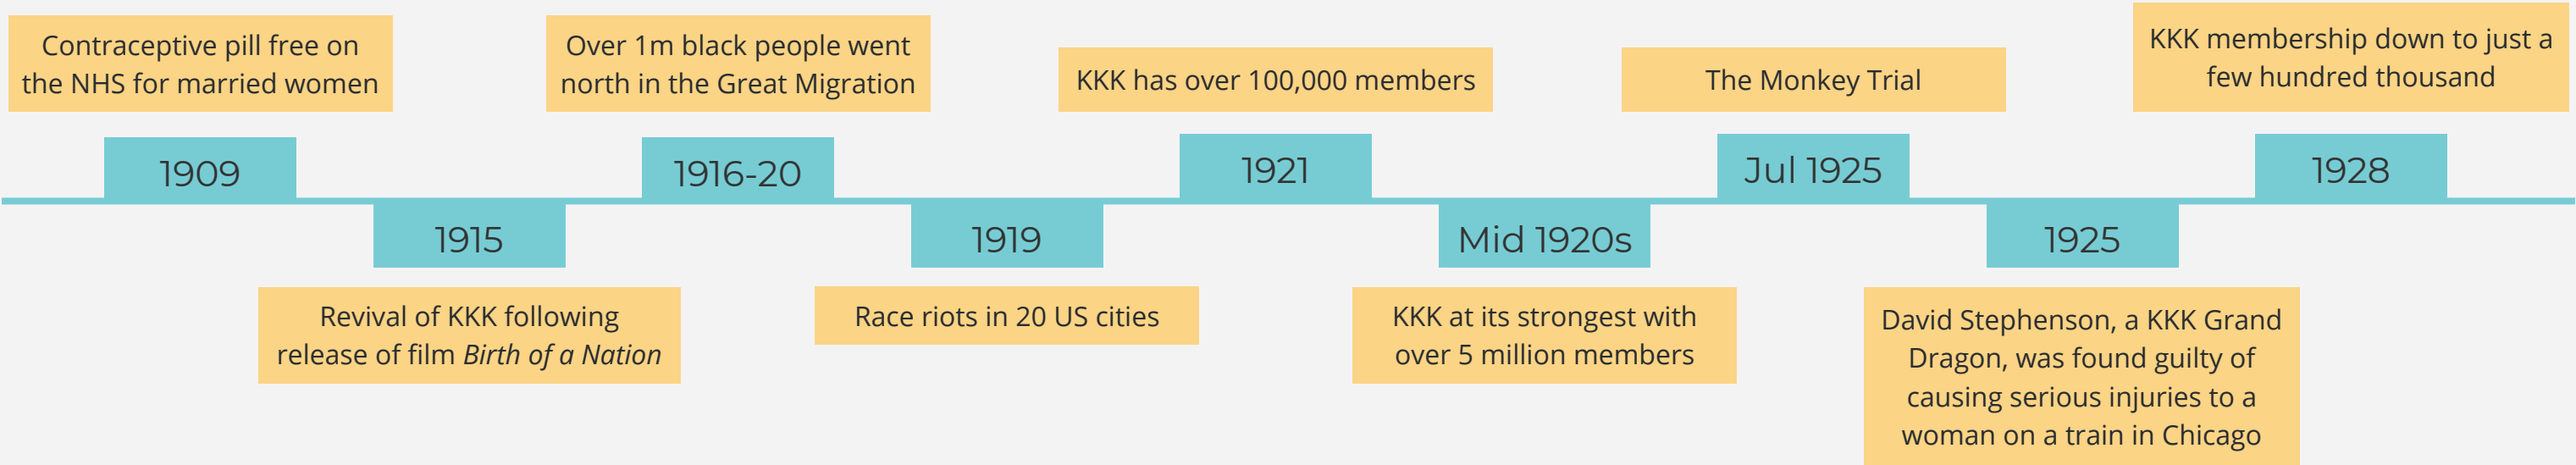 Contraceptive pill free on
the NHS for married women
1909
1915
Revival of KKK following
release of film Birth of a Nation
Over 1m black people went
north in the Great Migration
1916-20
1919
Race riots in 20 US cities
KKK has over 100,000 members
1921
Mid 1920s
KKK at its strongest with
over 5 million members
The Monkey Trial
Jul 1925
1925
David Stephenson, a KKK Grand
Dragon, was found guilty of
causing serious injuries to a
woman on a train in Chicago
KKK membership down to just a
few hundred thousand
1928